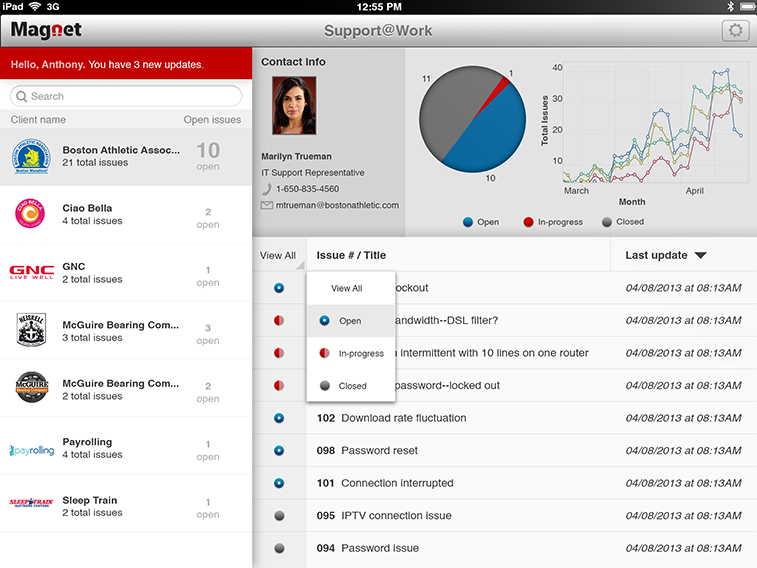 iPad 3G 12:55 PM
Magnet
Support@Work
Hello, Anthony. You have 3 new updates.
Search
Client name Open issues
Boston Athletic Assoc... 10
21 total issues open
Ciao Bella 2
4 total issues open
GNC 1
2 total issues open
GNC
LIVE WELL
McGuire Bearing Com... 3
3 total issues open
HEISKELL
McGuire Bearing Com... 2
2 total issues open
McGUIRE
Payrolling 1
4 total issues open
payrolling
Sleep Train 1
2 total issues open
SLEEP TRAIN
MATTRESS CENTERS
Contact Info
Marilyn Trueman
IT Support Representative
1-650-835-4560
mtrueman@bostonathletic.com
11
1
10
Open In-progress Closed
Total Issues
40
30
20
10
March April
Month
View All Issue # / Title Last update
ockout 04/08/2013 at 08:13AM
andwidth--DSL filter? 04/08/2013 at 08:13AM
intermittent with 10 lines on one router 04/08/2013 at 08:13AM
password--locked out 04/08/2013 at 08:13AM
View All
Open
In-progress
Closed
102 Download rate fluctuation 04/08/2013 at 08:13AM
098 Password reset 04/08/2013 at 08:13AM
101 Connection interrupted 04/08/2013 at 08:13AM
095 IPTV connection issue 04/08/2013 at 08:13AM
094 Password issue 04/08/2013 at 08:13AM